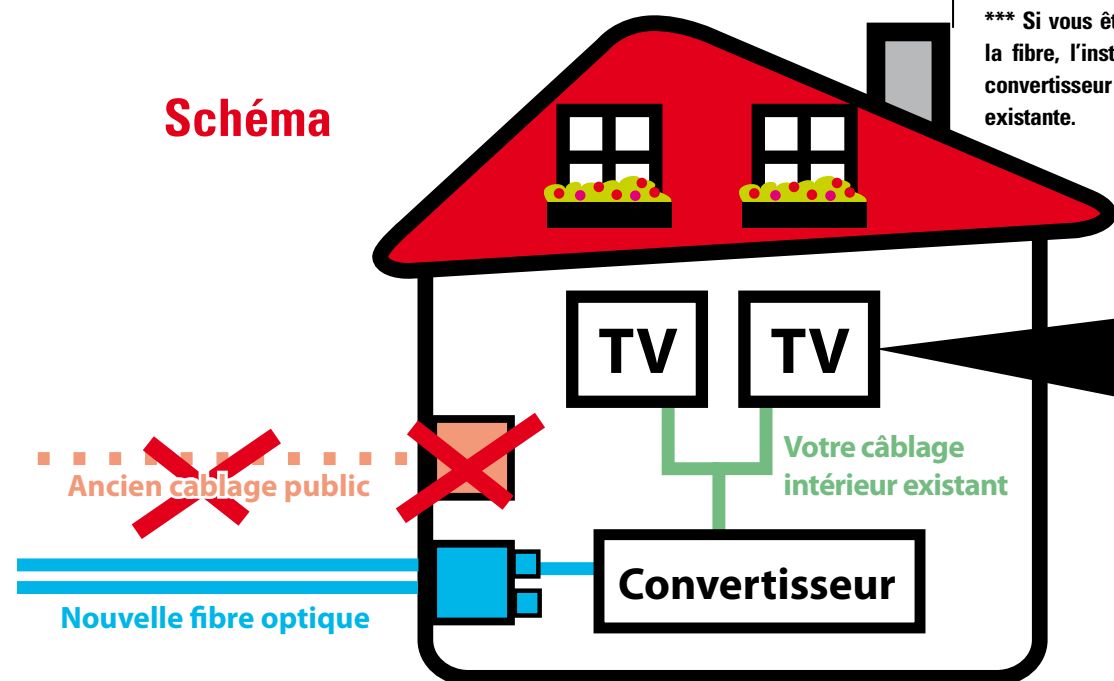 *** Si vous êt
la fibre, l’inst
convertisseur
existante.
Schéma
TV
TV
Votre câblage
intérieur existant
Ancien cablage public
Convertisseur
Nouvelle fibre optique